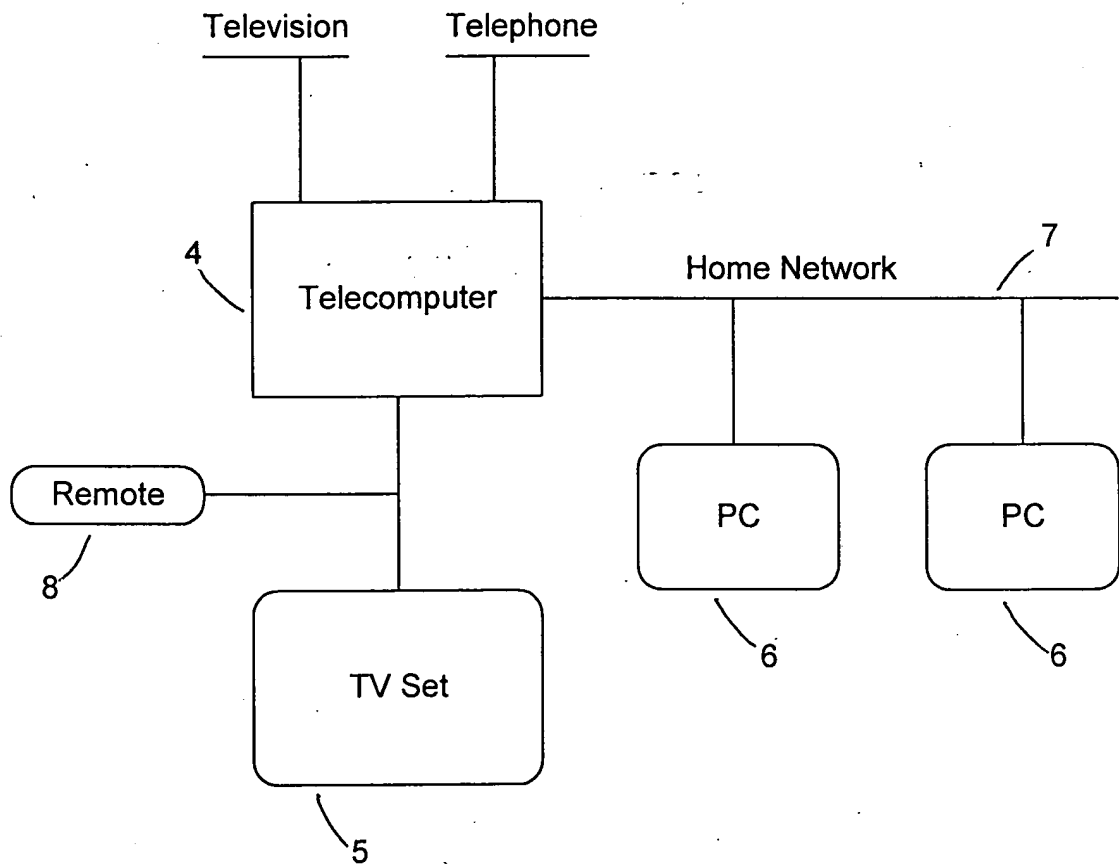 Television
Telephone
4
Telecomputer
Home Network
7
Remote
8
PC
PC
6
6
TV Set
5